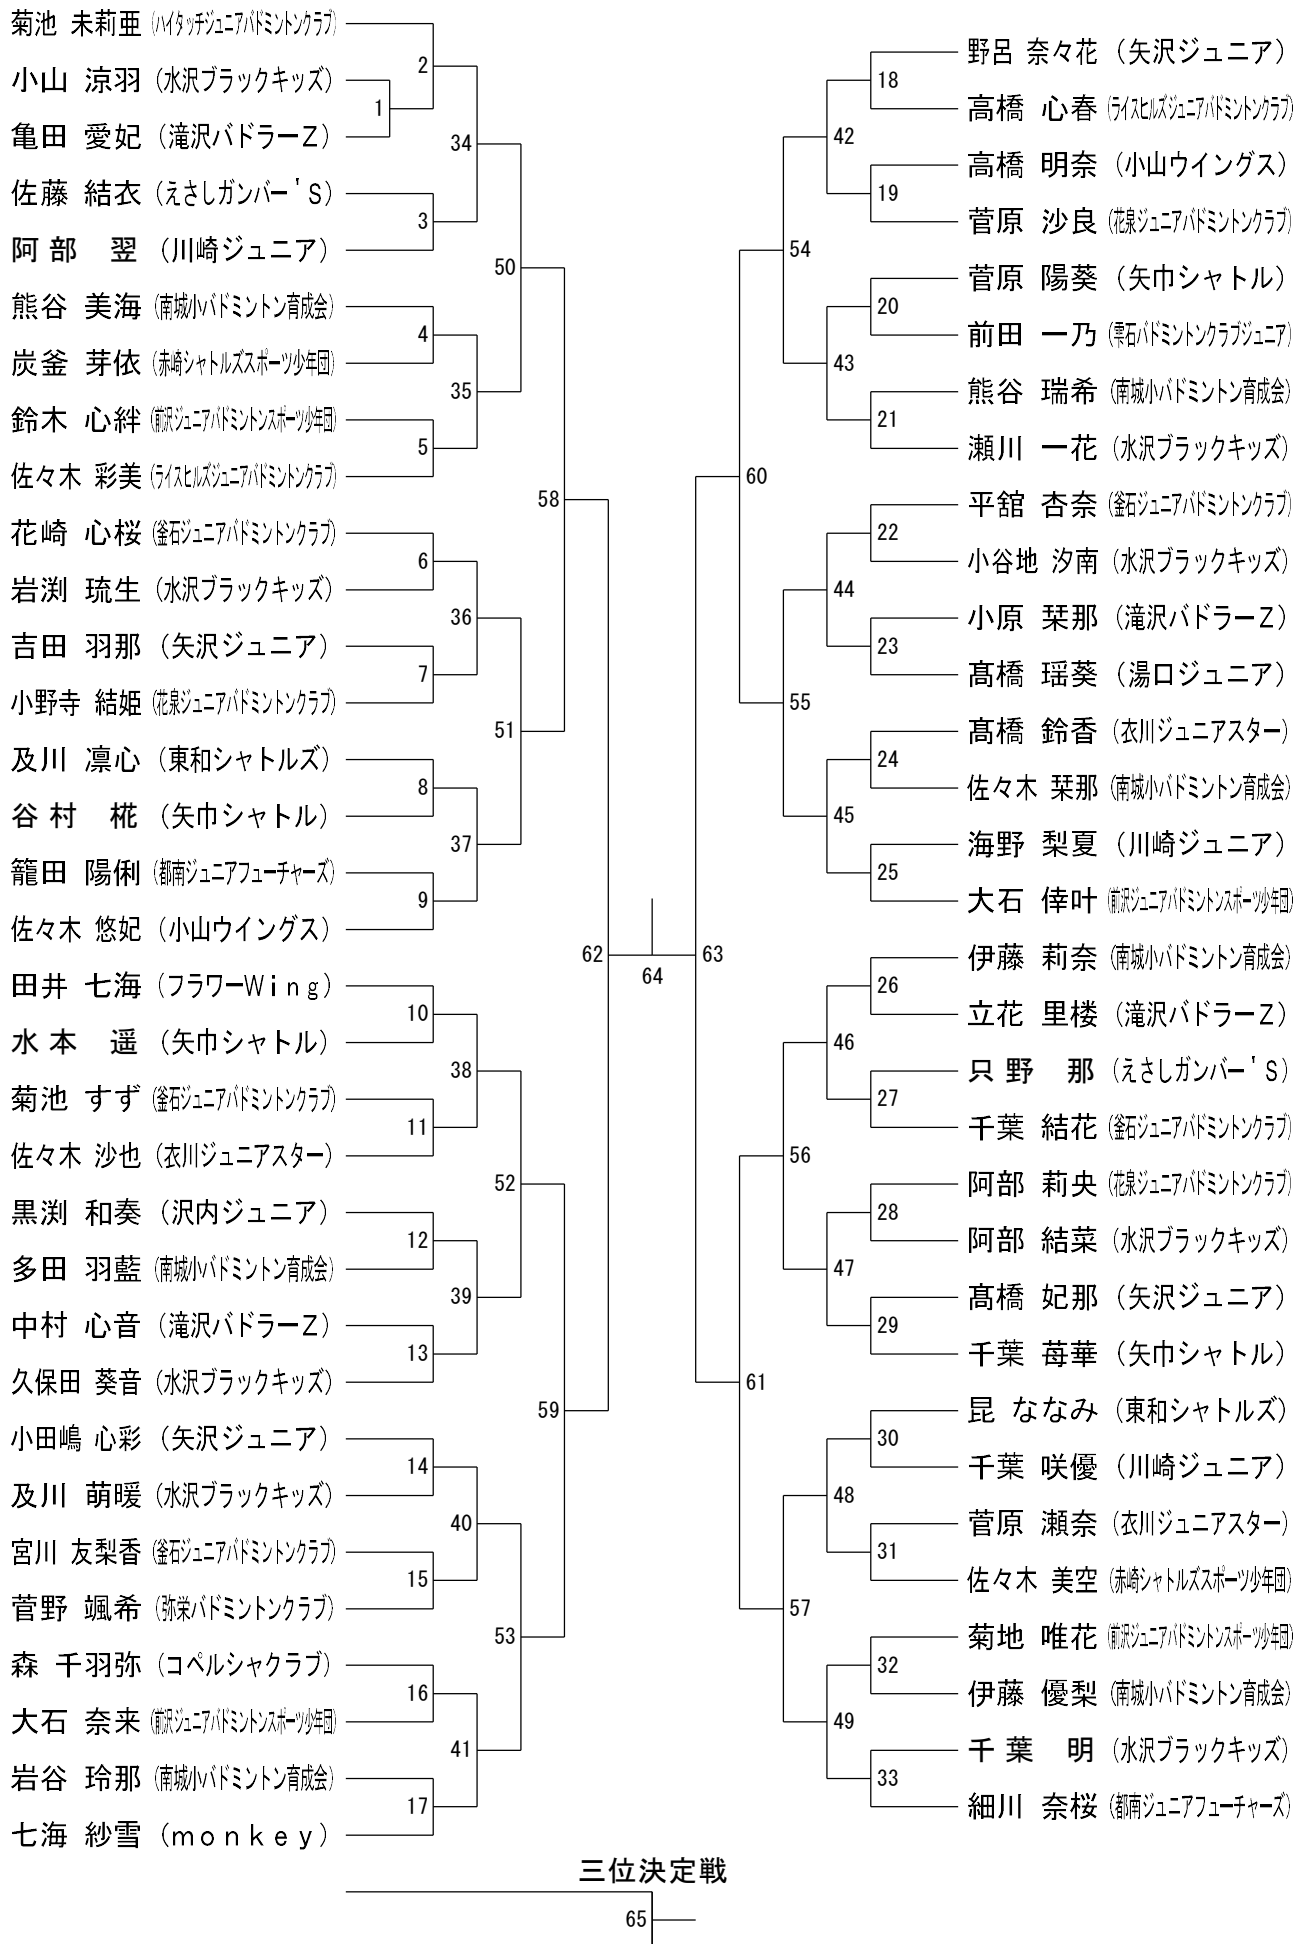 菊池 未莉亜 (ハイタッチジュニアバドミントンクラブ)
小山 涼羽 (水沢ブラックキッズ)
亀田 愛妃 (滝沢バドラーZ)
佐藤 結衣 (えさしガンバー'S)
阿部 翌 (川崎ジュニア)
熊谷 美海 (南城小バドミントン育成会)
炭釜 芽依 (赤崎シャトルズスポーツ少年団)
鈴木 心絆 (前沢ジュニアバドミントンスポーツ少年団)
佐々木 彩美 (ライスヒルズジュニアバドミントンクラブ)
花崎 心桜 (釜石ジュニアバドミントンクラブ)
岩渕 琉生 (水沢ブラックキッズ)
吉田 羽那 (矢沢ジュニア)
小野寺 結姫 (花泉ジュニアバドミントンクラブ)
及川 凛心 (東和シャトルズ)
谷村 椛 (矢巾シャトル)
籠田 陽俐 (都南ジュニアフューチャーズ)
佐々木 悠妃 (小山ウイングス)
田井 七海 (フラワーWing)
水本 遥 (矢巾シャトル)
菊池 すず (釜石ジュニアバドミントンクラブ)
佐々木 沙也 (衣川ジュニアスター)
黒渕 和奏 (沢内ジュニア)
多田 羽藍 (南城小バドミントン育成会)
中村 心音 (滝沢バドラーZ)
久保田 葵音 (水沢ブラックキッズ)
小田嶋 心彩 (矢沢ジュニア)
及川 萌暖 (水沢ブラックキッズ)
宮川 友梨香 (釜石ジュニアバドミントンクラブ)
菅野 颯希 (弥栄バドミントンクラブ)
森 千羽弥 (コペルシャクラブ)
大石 奈来 (前沢ジュニアバドミントンスポーツ少年団)
岩谷 玲那 (南城小バドミントン育成会)
七海 紗雪 (monkey)
1
2
3
4
5
6
7
8
9
10
11
12
13
14
15
16
17
34
35
36
37
38
39
40
41
50
51
52
53
58
59
62
64
63
60
61
54
55
56
57
42
43
44
45
46
47
48
49
18
19
20
21
22
23
24
25
26
27
28
29
30
31
32
33
野呂 奈々花 (矢沢ジュニア)
高橋 心春 (ライスヒルズジュニアバドミントンクラブ)
高橋 明奈 (小山ウイングス)
菅原 沙良 (花泉ジュニアバドミントンクラブ)
菅原 陽葵 (矢巾シャトル)
前田 一乃 (雫石バドミントンクラブジュニア)
熊谷 瑞希 (南城小バドミントン育成会)
瀬川 一花 (水沢ブラックキッズ)
平舘 杏奈 (釜石ジュニアバドミントンクラブ)
小谷地 汐南 (水沢ブラックキッズ)
小原 栞那 (滝沢バドラーZ)
髙橋 瑶葵 (湯口ジュニア)
髙橋 鈴香 (衣川ジュニアスター)
佐々木 栞那 (南城小バドミントン育成会)
海野 梨夏 (川崎ジュニア)
大石 倖叶 (前沢ジュニアバドミントンスポーツ少年団)
伊藤 莉奈 (南城小バドミントン育成会)
立花 里楼 (滝沢バドラーZ)
只野 那 (えさしガンバー'S)
千葉 結花 (釜石ジュニアバドミントンクラブ)
阿部 莉央 (花泉ジュニアバドミントンクラブ)
阿部 結菜 (水沢ブラックキッズ)
髙橋 妃那 (矢沢ジュニア)
千葉 苺華 (矢巾シャトル)
昆 ななみ (東和シャトルズ)
千葉 咲優 (川崎ジュニア)
菅原 瀬奈 (衣川ジュニアスター)
佐々木 美空 (赤崎シャトルズスポーツ少年団)
菊地 唯花 (前沢ジュニアバドミントンスポーツ少年団)
伊藤 優梨 (南城小バドミントン育成会)
千葉 明 (水沢ブラックキッズ)
細川 奈桜 (都南ジュニアフューチャーズ)
三位決定戦
65